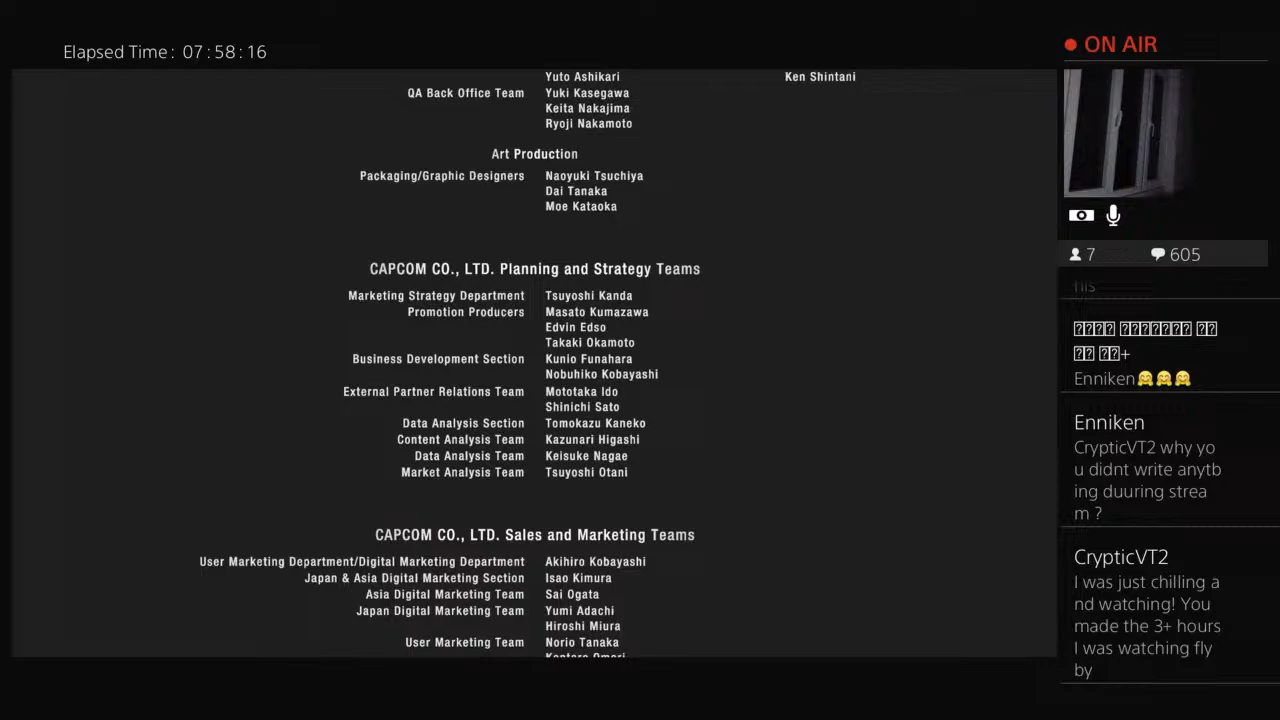 Elapsed Time: 07:58:16
ON AIR
Yuto Ashikari Ken Shintani
QA Back Office Team Yuki Kasegawa
Keita Nakajima
Ryoji Nakamoto
Art Production
Packaging/Graphic Designers Naoyuki Tsuchiya
Dai Tanaka
Moe Kataoka
CAPCOM CO., LTD. Planning and Strategy Teams
Marketing Strategy Department Tsuyoshi Kanda
Promotion Producers Masato Kumazawa
Edvin Edso
Takaki Okamoto
Business Development Section Kunio Funahara
Nobuhiko Kobayashi
External Partner Relations Team Mototaka Ido
Shinichi Sato
Data Analysis Section Tomokazu Kaneko
Content Analysis Team Kazunari Higashi
Data Analysis Team Keisuke Nagae
Market Analysis Team Tsuyoshi Otani
CAPCOM CO., LTD. Sales and Marketing Teams
User Marketing Department/Digital Marketing Department Akihiro Kobayashi
Japan & Asia Digital Marketing Section Isao Kimura
Asia Digital Marketing Team Sai Ogata
Japan Digital Marketing Team Yumi Adachi
Hiroshi Miura
User Marketing Team Norio Tanaka
7 605
Enniken🤗🤗🤗
Enniken
CrypticVT2 why yo
u didnt write anytb
ing duuring strea
m ?
CrypticVT2
I was just chilling a
nd watching! You
made the 3+ hours
I was watching fly
by